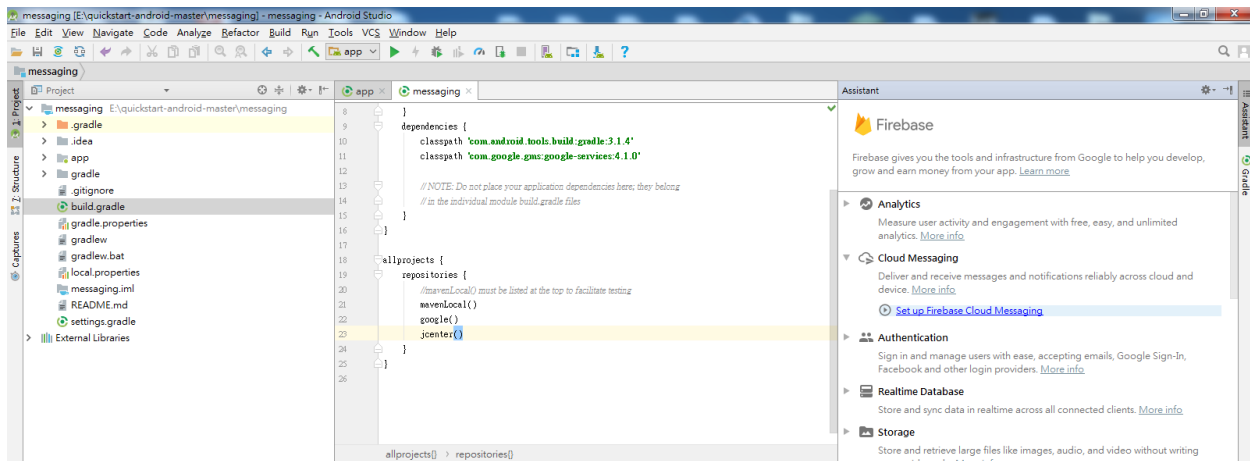 messaging [E:\quickstart-android-master\messaging] - messaging - Android Studio
File Edit View Navigate Code Analyze Refactor Build Run Tools VCS Window Help
app
messaging
Project
app
messaging
Assistant
1: Project
7: Structure
Captures
messaging E:\quickstart-android-master\messaging
.gradle
.idea
app
gradle
.gitignore
build.gradle
gradle.properties
gradlew
gradlew.bat
local.properties
messaging.iml
README.md
settings.gradle
External Libraries
8 }
9 dependencies {
10 classpath 'com.android.tools.build:gradle:3.1.4'
11 classpath 'com.google.gms:google-services:4.1.0'
12
13 // NOTE: Do not place your application dependencies here; they belong
14 // in the individual module build.gradle files
15 }
16 }
17
18 allprojects {
19 repositories {
20 //mavenLocal() must be listed at the top to facilitate testing
21 mavenLocal()
22 google()
23 jcenter()
24 }
25 }
26
allprojects{} › repositories{}
Firebase
Firebase gives you the tools and infrastructure from Google to help you develop,
grow and earn money from your app. Learn more
Analytics
Measure user activity and engagement with free, easy, and unlimited
analytics. More info
Cloud Messaging
Deliver and receive messages and notifications reliably across cloud and
device. More info
Set up Firebase Cloud Messaging
Authentication
Sign in and manage users with ease, accepting emails, Google Sign-In,
Facebook and other login providers. More info
Realtime Database
Store and sync data in realtime across all connected clients. More info
Storage
Store and retrieve large files like images, audio, and video without writing
Assistant
Gradle